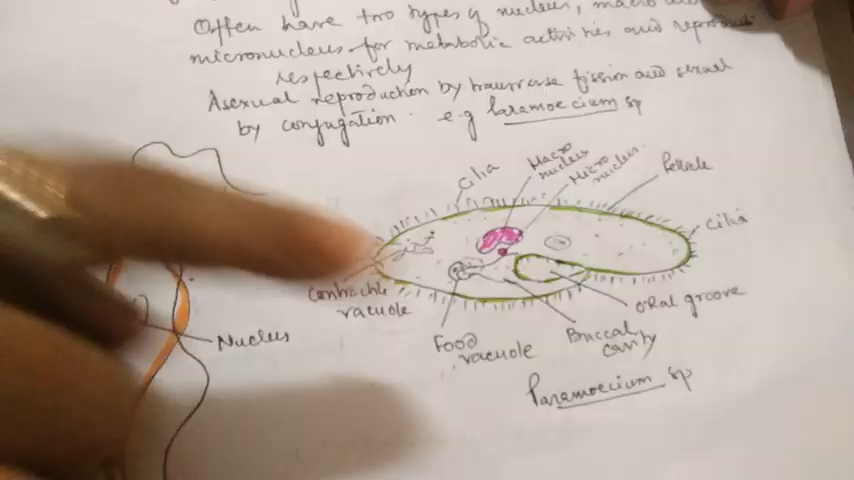 Often have two types of nucleus, macro and
micronucleus for metabolic activities and reproduction
respectively
Asexual reproduction by transverse fission and sexual
by conjugation. e.g Paramoecium sp
Cilia
Macro
nucleus
Micro nucleus.
Pellicle
Cilia
Contractile
vacuole
Nucleus
Food
vacuole
Buccal
cavity
Oral groove
Paramoecium sp